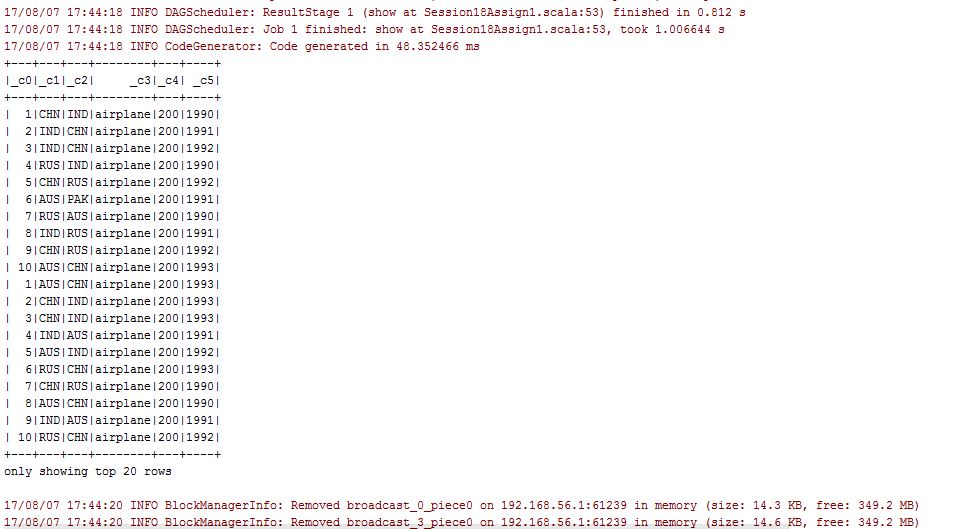 17/08/07 17:44:18 INFO DAGScheduler: ResultStage 1 (show at Session18Assign1.scala:53) finished in 0.812 s
17/08/07 17:44:18 INFO DAGScheduler: Job 1 finished: show at Session18Assign1.scala:53, took 1.006644 s
17/08/07 17:44:18 INFO CodeGenerator: Code generated in 48.352466 ms
+---+---+---+--------+---+----+
|_c0|_c1|_c2|     _c3|_c4| _c5|
+---+---+---+--------+---+----+
|  1|CHN|IND|airplane|200|1990|
|  2|IND|CHN|airplane|200|1991|
|  3|IND|CHN|airplane|200|1992|
|  4|RUS|IND|airplane|200|1990|
|  5|CHN|RUS|airplane|200|1992|
|  6|AUS|PAK|airplane|200|1991|
|  7|RUS|AUS|airplane|200|1990|
|  8|IND|RUS|airplane|200|1991|
|  9|CHN|RUS|airplane|200|1992|
| 10|AUS|CHN|airplane|200|1993|
|  1|AUS|CHN|airplane|200|1993|
|  2|CHN|IND|airplane|200|1993|
|  3|CHN|IND|airplane|200|1993|
|  4|IND|AUS|airplane|200|1991|
|  5|AUS|IND|airplane|200|1992|
|  6|RUS|CHN|airplane|200|1993|
|  7|CHN|RUS|airplane|200|1990|
|  8|AUS|CHN|airplane|200|1990|
|  9|IND|AUS|airplane|200|1991|
| 10|RUS|CHN|airplane|200|1992|
+---+---+---+--------+---+----+
only showing top 20 rows
17/08/07 17:44:20 INFO BlockManagerInfo: Removed broadcast_0_piece0 on 192.168.56.1:61239 in memory (size: 14.3 KB, free: 349.2 MB)
17/08/07 17:44:20 INFO BlockManagerInfo: Removed broadcast_3_piece0 on 192.168.56.1:61239 in memory (size: 14.6 KB, free: 349.2 MB)